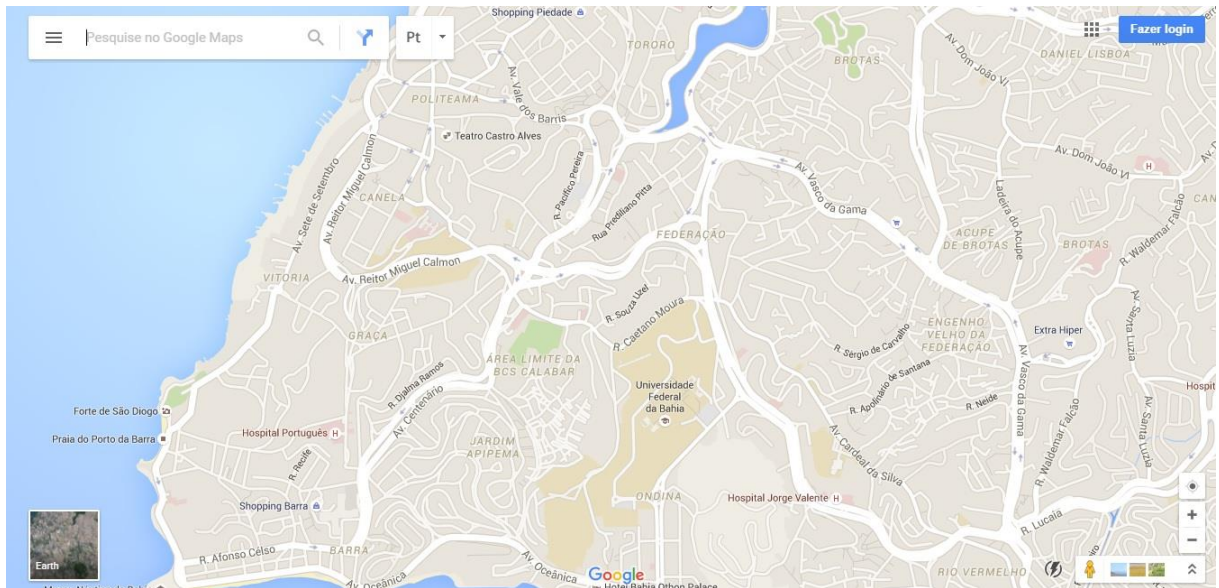 Pesquise no Google Maps
Pt
Fazer login
Shopping Piedade
TORORO
BROTAS
DANIEL LISBOA
Av. Dom João VI
POLITEAMA
Av. Vale dos Barris
Teatro Castro Alves
Av. Dom João VI
H
Av. Sete de Setembro
Av. Reitor Miguel Calmon
CANELA
R. Pacífico Pereira
Rua Prediliano Pitta
Av. Vasco da Gama
Ladeira do Acupe
R. Waldemar Falcão
CAN
FEDERAÇÃO
ACUPE
DE BROTAS
BROTAS
VITORIA
Av. Reitor Miguel Calmon
R. Souza Uzel
R. Caetano Moura
Av. Santa Luzia
GRAÇA
ENGENHO
VELHO DA
FEDERAÇÃO
Extra Hiper
R. Sérgio de Carvalho
ÁREA LIMITE DA
BCS CALABAR
R. Djalma Ramos
Av. Centenário
Universidade
Federal
da Bahia
R. Apolinário de Santana
R. Neide
Av. Vasco da Gama
Hospit
Forte de São Diogo
Praia do Porto da Barra
Hospital Português H
JARDIM
APIPEMA
Av. Cardeal da Silva
R. Waldemar Falcão
Av. Santa Luzia
R. Recife
Shopping Barra
ONDINA
Hospital Jorge Valente H
R. Lucaia
Earth
R. Afonso Celso
BARRA
Av. Oceânica
Av. Oceânica
Google
Hotel Bahia Othon Palace
RIO VERMELHO